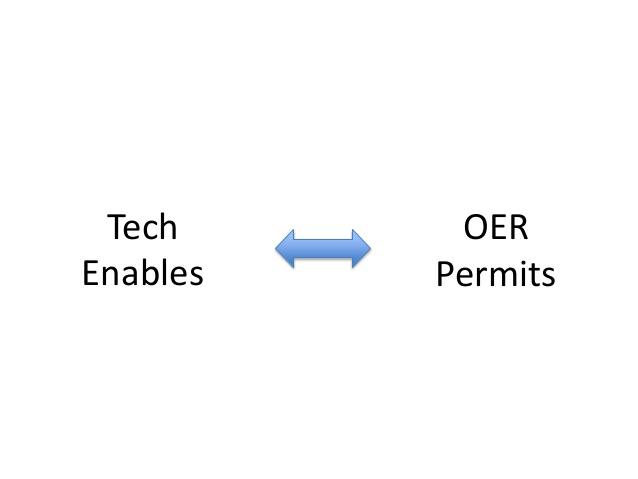 Tech
Enables
OER
Permits